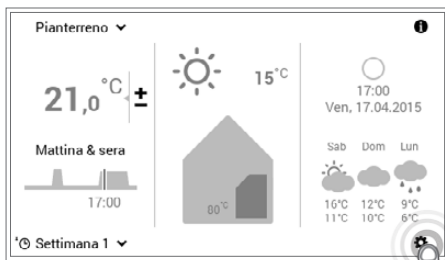 Pianterreno
21,0 °C ±
Mattina & sera
17:00
Settimana 1
15°C
00°C
17:00
Ven, 17.04.2015
Sab Dom Lun
16°C 12°C 9°C
11°C 10°C 6°C